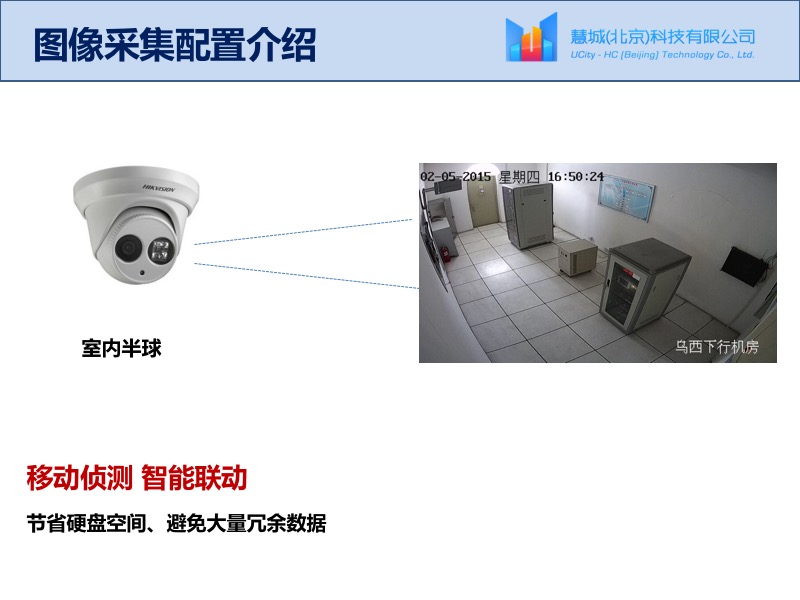 图像采集配置介绍
慧城(北京)科技有限公司
UCity - HC (Beijing) Technology Co., Ltd.
HIKVISION
02-05-2015 星期四 16:50:24
乌西下行机房
室内半球
移动侦测 智能联动
节省硬盘空间、避免大量冗余数据